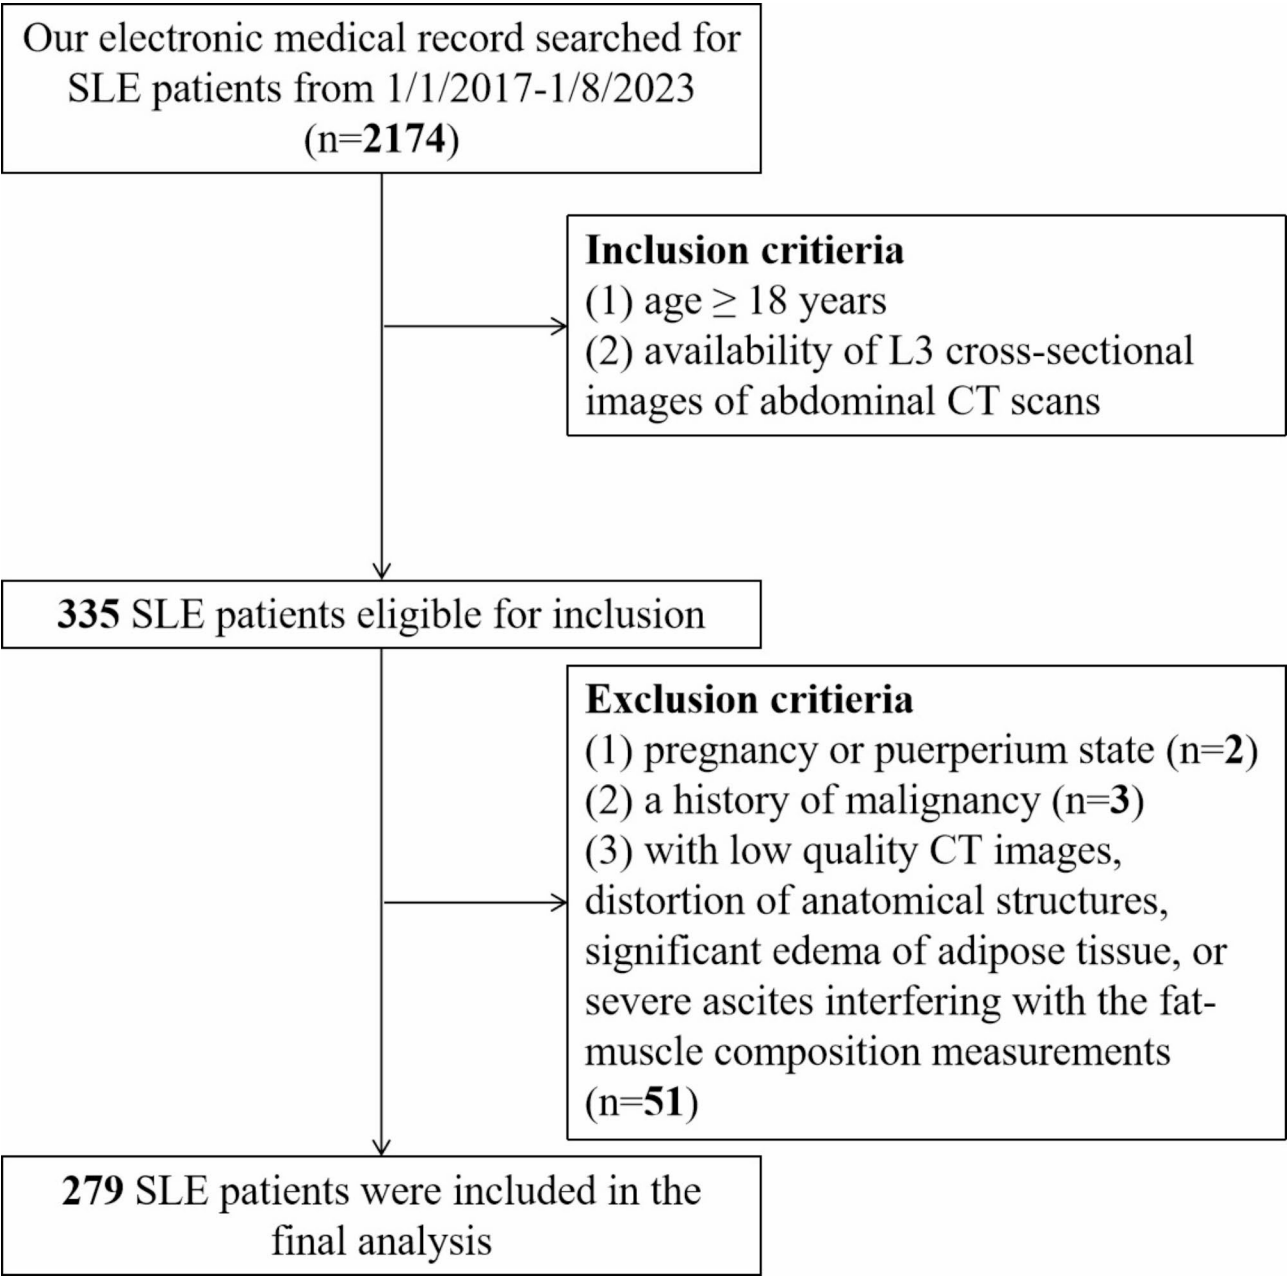 Our electronic medical record searched for
SLE patients from 1/1/2017-1/8/2023
(n=2174)
Inclusion critieria
(1) age ≥ 18 years
(2) availability of L3 cross-sectional
images of abdominal CT scans
335 SLE patients eligible for inclusion
Exclusion critieria
(1) pregnancy or puerperium state (n=2)
(2) a history of malignancy (n=3)
(3) with low quality CT images,
distortion of anatomical structures,
significant edema of adipose tissue, or
severe ascites interfering with the fat-
muscle composition measurements
(n=51)
279 SLE patients were included in the
final analysis